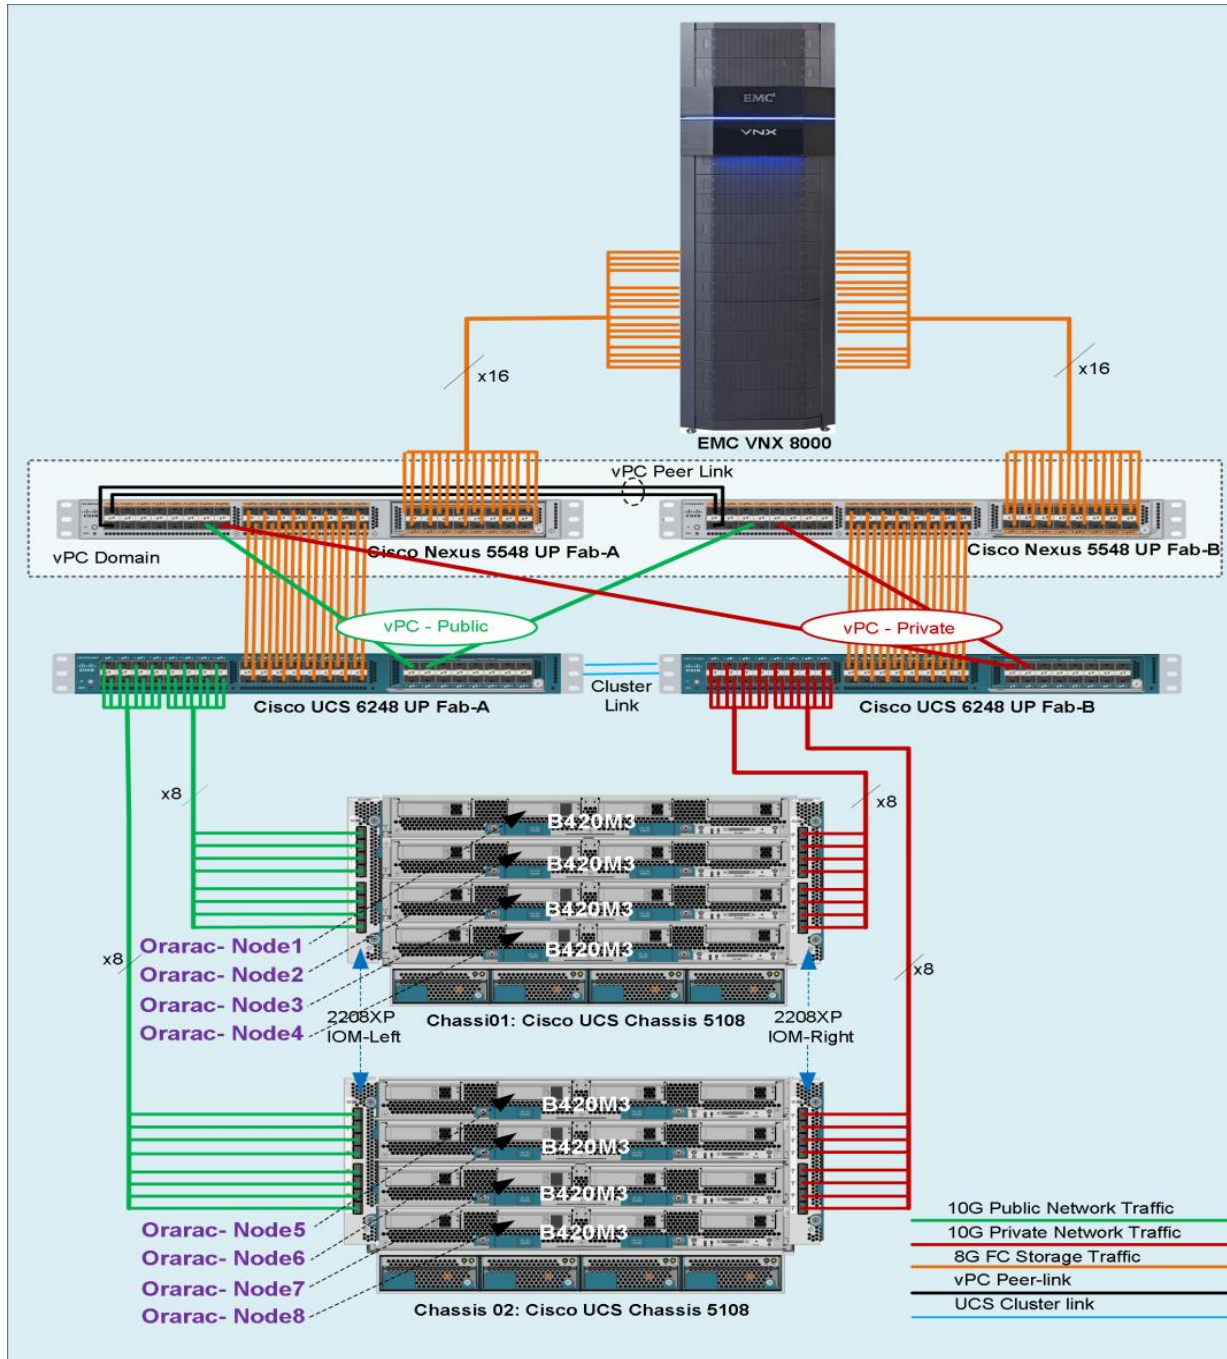 EMC²
VNX
x16
x16
EMC VNX 8000
vPC Peer Link
Cisco Nexus 5548 UP Fab-A
Cisco Nexus 5548 UP Fab-B
vPC Domain
vPC - Public
vPC - Private
Cluster
Link
Cisco UCS 6248 UP Fab-A
Cisco UCS 6248 UP Fab-B
x8
x8
B420M3
B420M3
B420M3
B420M3
Orarac- Node1
Orarac- Node2
Orarac- Node3
Orarac- Node4
x8
x8
2208XP
IOM-Left
Chassi01: Cisco UCS Chassis 5108
2208XP
IOM-Right
B420M3
B420M3
B420M3
B420M3
Orarac- Node5
Orarac- Node6
Orarac- Node7
Orarac- Node8
Chassis 02: Cisco UCS Chassis 5108
10G Public Network Traffic
10G Private Network Traffic
8G FC Storage Traffic
vPC Peer-link
UCS Cluster link